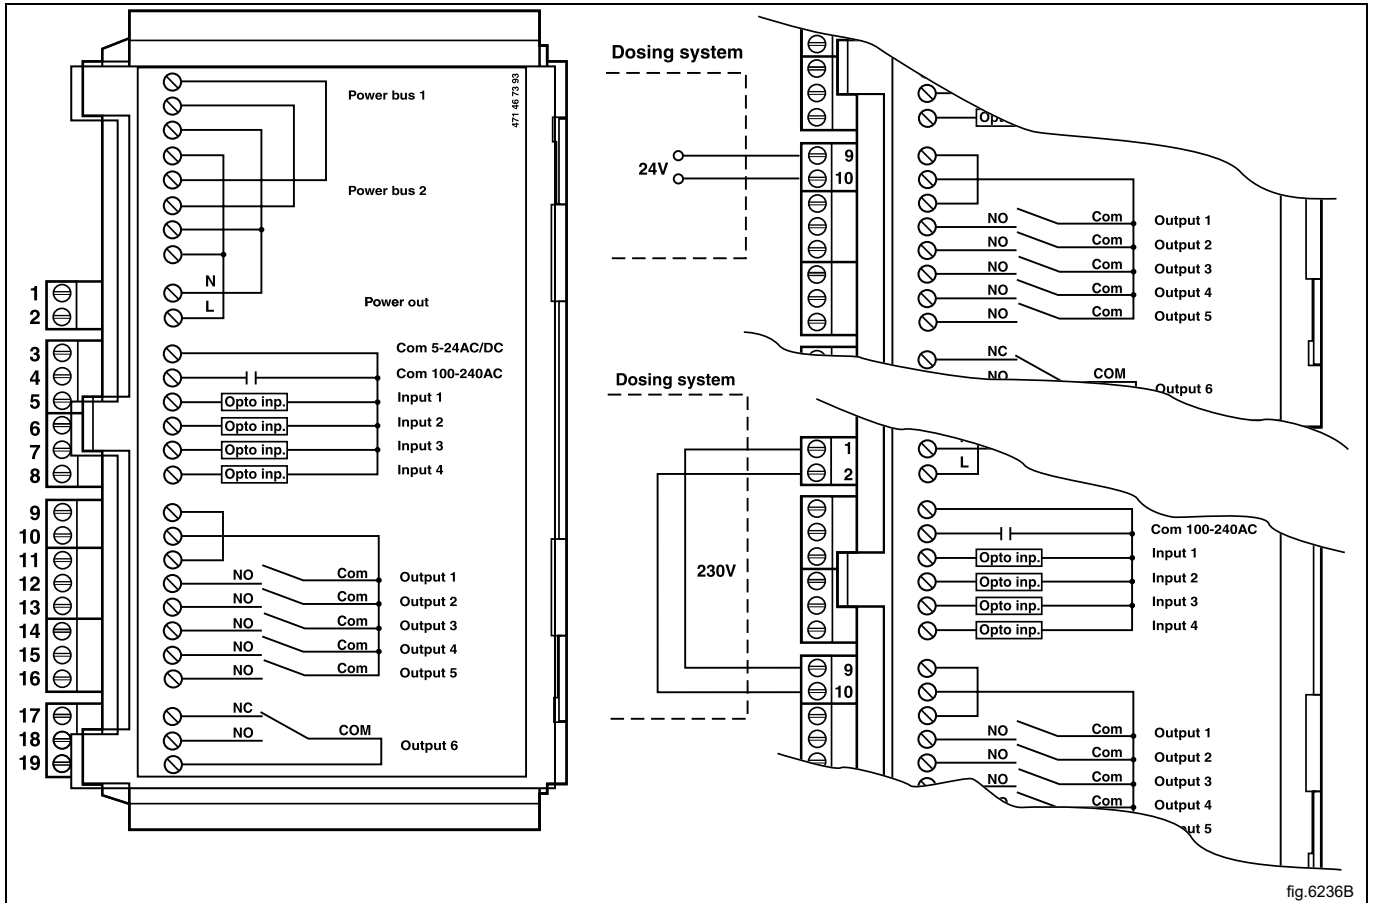 471 46 73 93
Power bus 1
Power bus 2
N
L
Power out
1
2
3
4
5
6
7
8
9
10
11
12
13
14
15
16
17
18
19
Com 5-24AC/DC
Com 100-240AC
Opto inp. Input 1
Opto inp. Input 2
Opto inp. Input 3
Opto inp. Input 4
NO Com Output 1
NO Com Output 2
NO Com Output 3
NO Com Output 4
NO Com Output 5
NC
NO COM Output 6
Dosing system
24V
9
10
NO Com Output 1
NO Com Output 2
NO Com Output 3
NO Com Output 4
NO Com Output 5
NC
NO COM Output 6
Dosing system
230V
1
2
L
Com 100-240AC
Opto inp. Input 1
Opto inp. Input 2
Opto inp. Input 3
Opto inp. Input 4
9
10
NO Com Output 1
NO Com Output 2
NO Com Output 3
Com Output 4
ut 5
fig.6236B